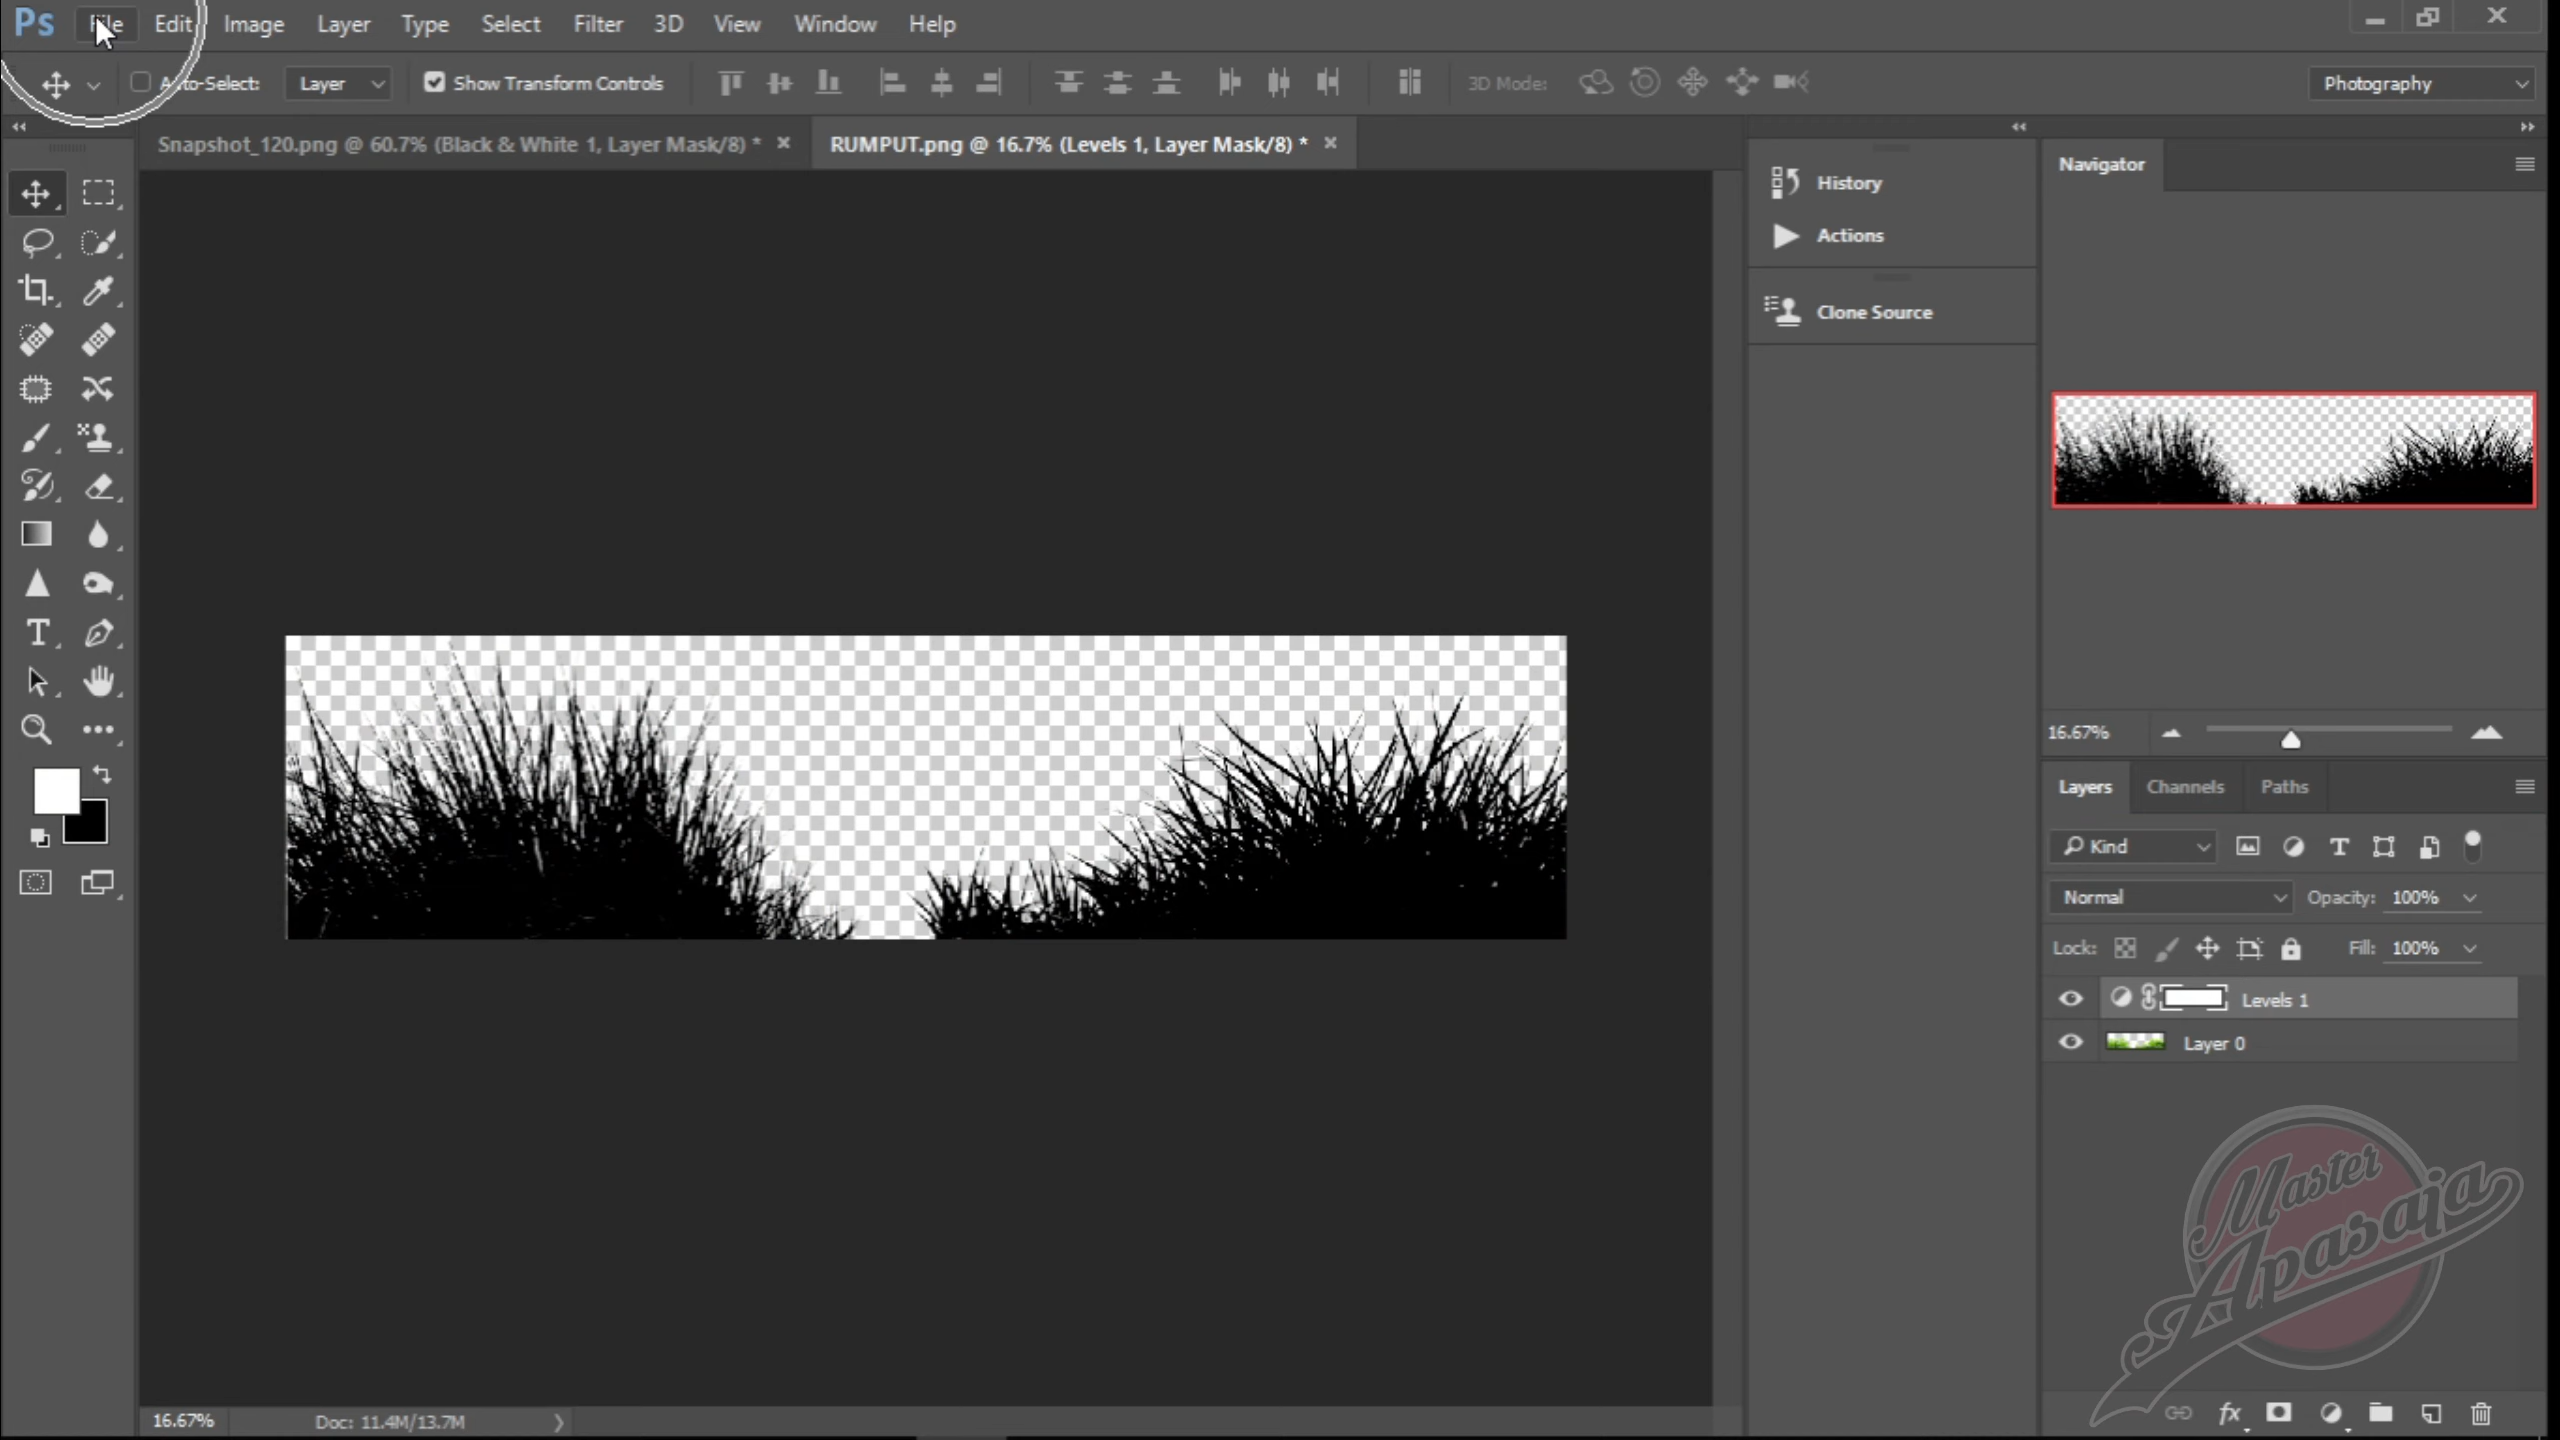 Ps File Edit Image Layer Type Select Filter 3D View Window Help
Auto-Select: Layer Show Transform Controls 3D Mode: Photography
Snapshot_120.png @ 60.7% (Black & White 1, Layer Mask/8) * RUMPUT.png @ 16.7% (Levels 1, Layer Mask/8) *
History
Actions
Clone Source
Navigator
16.67%
Layers Channels Paths
Kind
Normal Opacity: 100%
Lock: Fill: 100%
Levels 1
Layer 0
Master
Apasaja
16.67% Doc: 11.4M/13.7M
fx